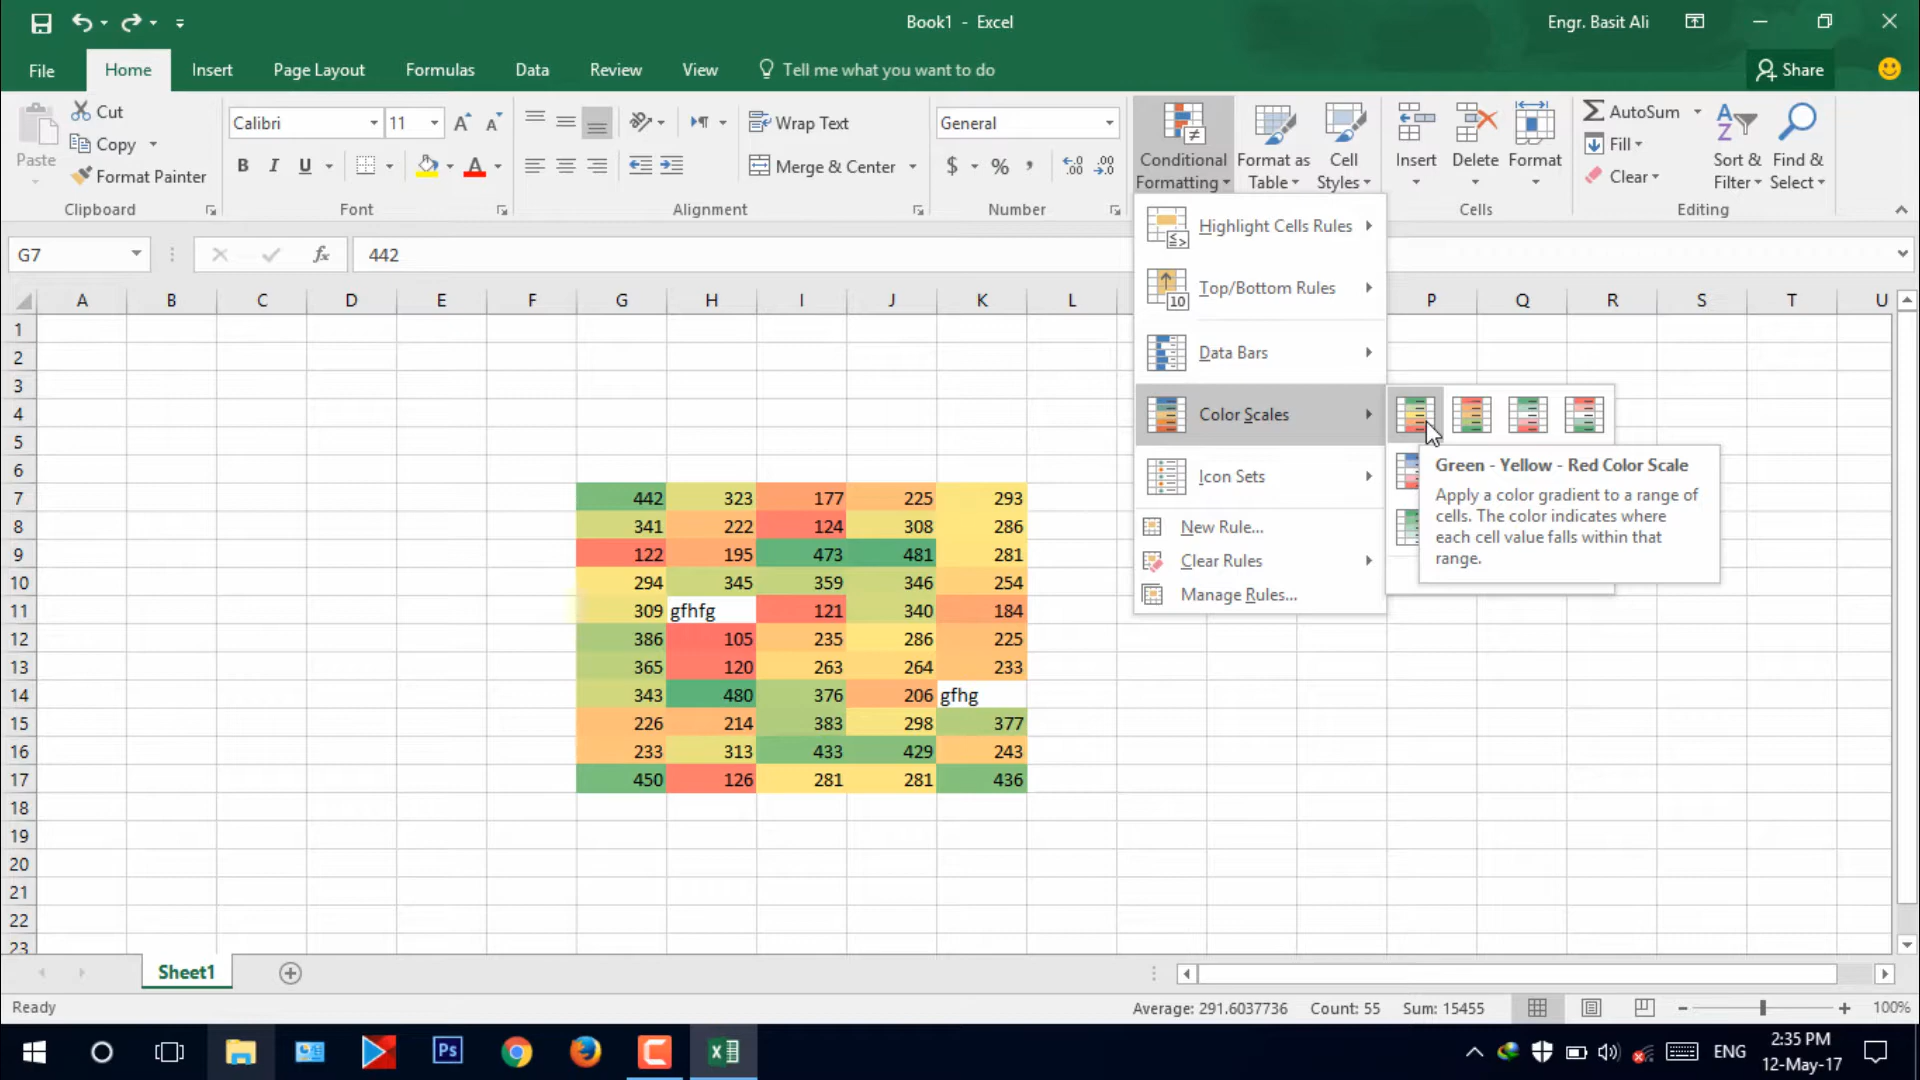 Book1 - Excel
Engr. Basit Ali
File Home Insert Page Layout Formulas Data Review View Tell me what you want to do
Share
Paste
Cut
Copy
Format Painter
Clipboard
Calibri 11
B I U
Font
Wrap Text
Merge & Center
Alignment
General
$ % ,
Number
Conditional Formatting
Format as Table
Cell Styles
Insert Delete Format
Cells
AutoSum
Fill
Clear
Sort & Filter
Find & Select
Editing
G7 fx 442
A B C D E F G H I J K L P Q R S T U
1
2
3
4
5
6
7 442 323 177 225 293
8 341 222 124 308 286
9 122 195 473 481 281
10 294 345 359 346 254
11 309 gfhfg 121 340 184
12 386 105 235 286 225
13 365 120 263 264 233
14 343 480 376 206 gfhg
15 226 214 383 298 377
16 233 313 433 429 243
17 450 126 281 281 436
18
19
20
21
22
23
Highlight Cells Rules
Top/Bottom Rules
Data Bars
Color Scales
Icon Sets
New Rule...
Clear Rules
Manage Rules...
Green - Yellow - Red Color Scale
Apply a color gradient to a range of
cells. The color indicates where
each cell value falls within that
range.
Sheet1
Ready
Average: 291.6037736 Count: 55 Sum: 15455
100%
Ps
ENG
2:35 PM
12-May-17